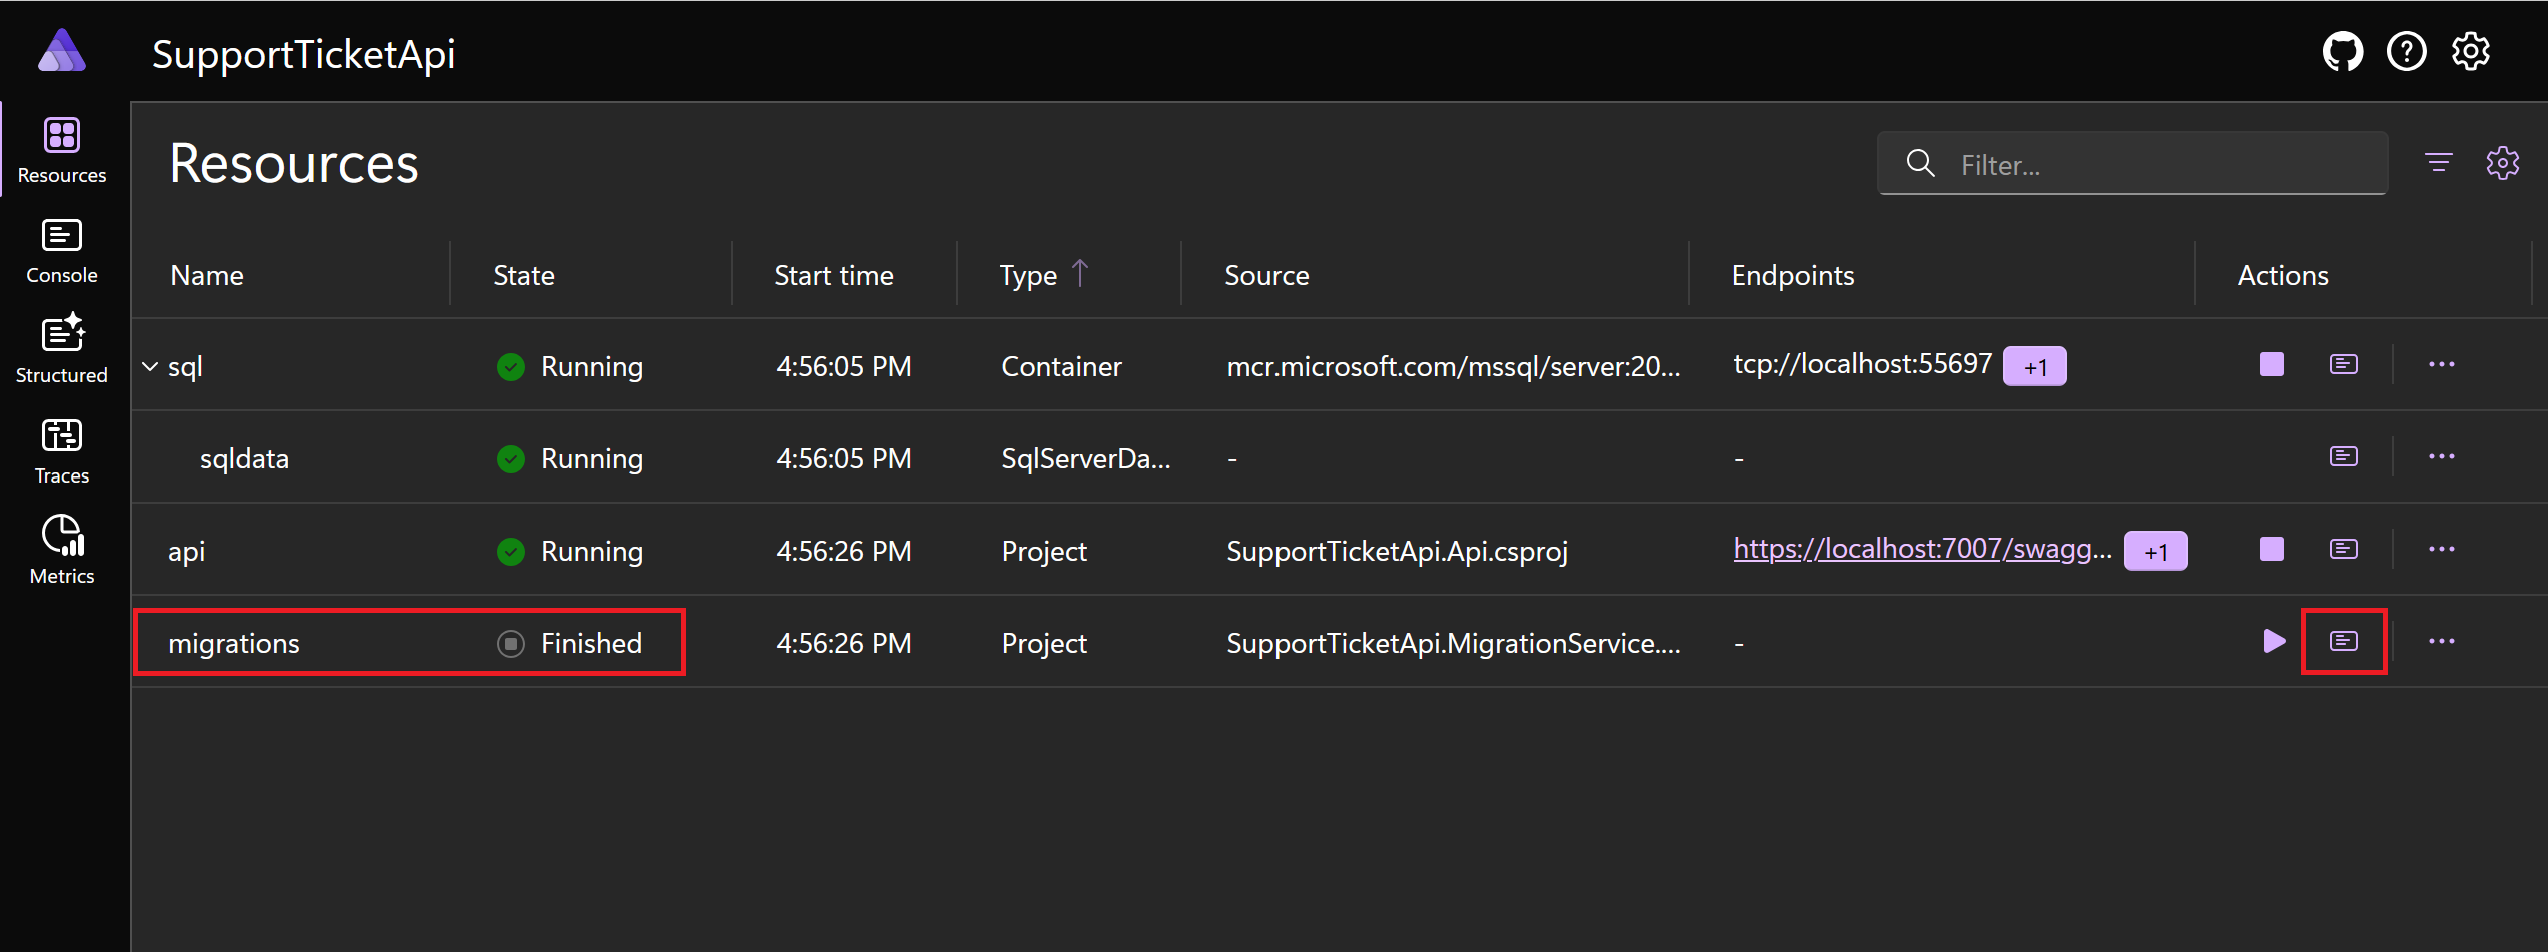 SupportTicketApi
Resources
Console
Structured
Traces
Metrics
Resources
Filter...
Name State Start time Type Source Endpoints Actions
sql Running 4:56:05 PM Container mcr.microsoft.com/mssql/server:20... tcp://localhost:55697 +1
sqldata Running 4:56:05 PM SqlServerDa... - -
api Running 4:56:26 PM Project SupportTicketApi.Api.csproj https://localhost:7007/swagg... +1
migrations Finished 4:56:26 PM Project SupportTicketApi.MigrationService.... -